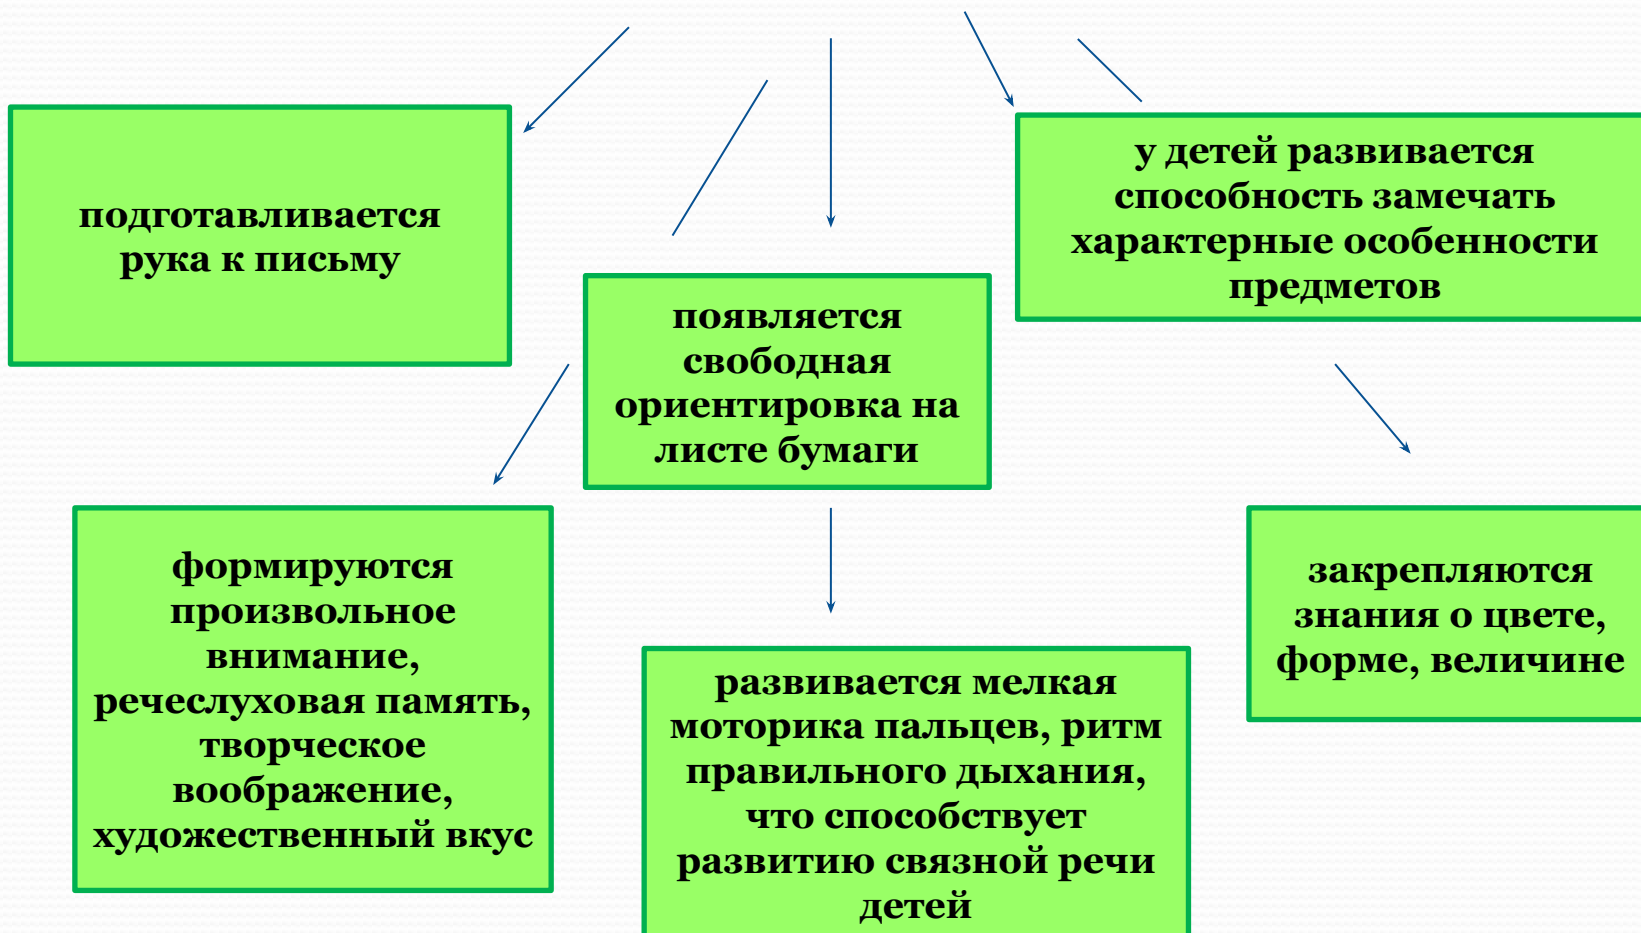 подготавливается
рука к письму
у детей развивается
способность замечать
характерные особенности
предметов
появляется
свободная
ориентировка на
листе бумаги
формируются
произвольное
внимание,
речеслуховая память,
творческое
воображение,
художественный вкус
развивается мелкая
моторика пальцев, ритм
правильного дыхания,
что способствует
развитию связной речи
детей
закрепляются
знания о цвете,
форме, величине